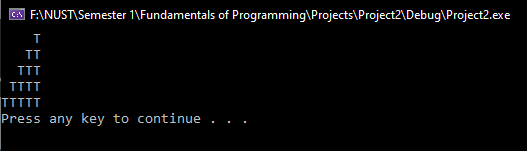 F:\NUST\Semester 1\Fundamentals of Programming\Projects\Project2\Debug\Project2.exe
    T
   TT
  TTT
 TTTT
TTTTT
Press any key to continue . . .